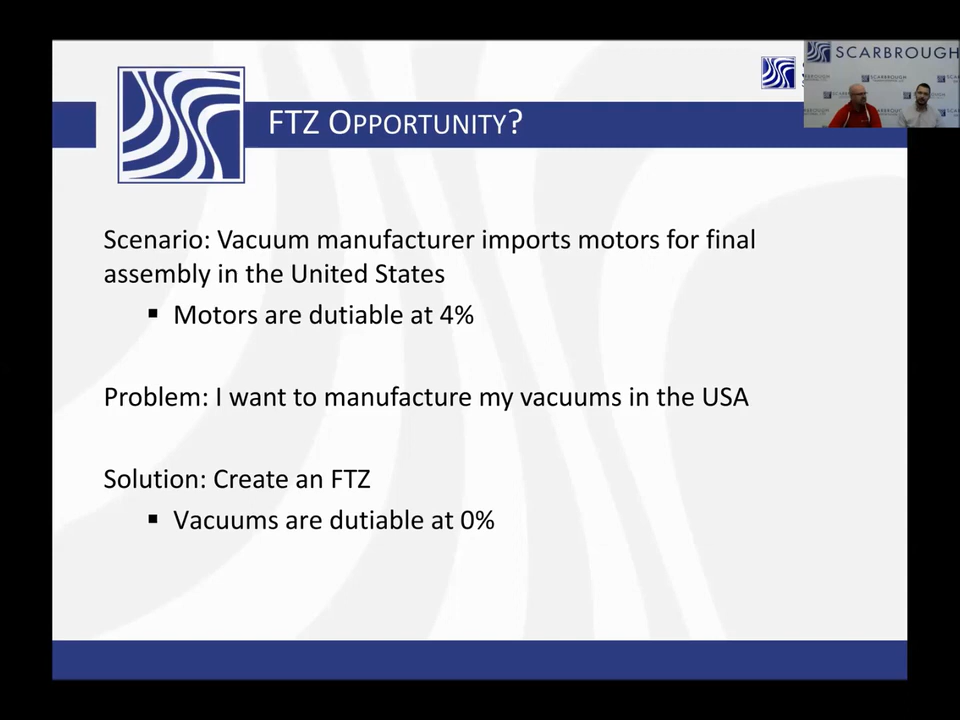 FTZ OPPORTUNITY?
SCARBROUGH
Scenario: Vacuum manufacturer imports motors for final
assembly in the United States
▪ Motors are dutiable at 4%
Problem: I want to manufacture my vacuums in the USA
Solution: Create an FTZ
▪ Vacuums are dutiable at 0%